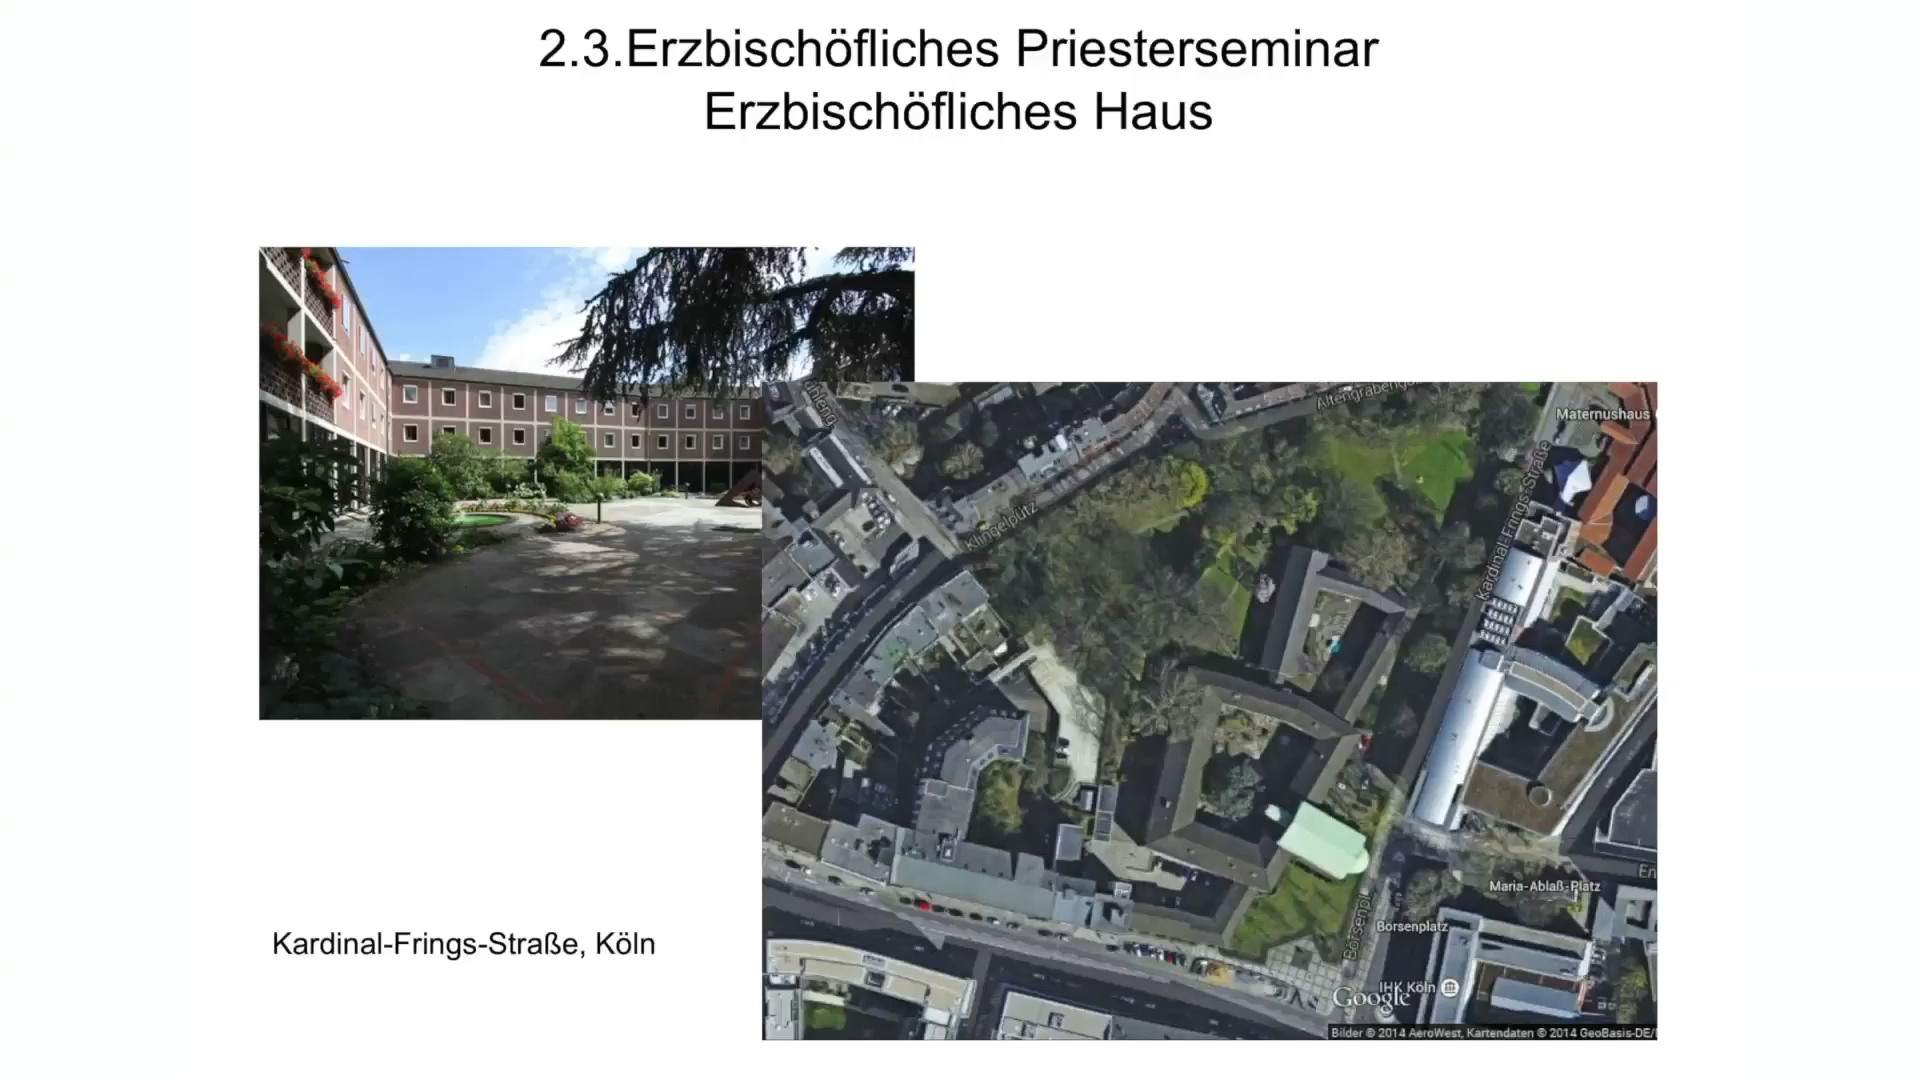 2.3.Erzbischöfliches Priesterseminar
Erzbischöfliches Haus
Maternushaus
Kardinal-Frings-Straße
Klingelpütz
Maria-Ablaß-Platz
Börsenplatz
Börsenpl
IHK Köln
Google
Bilder © 2014 AeroWest, Kartendaten © 2014 GeoBasis-DE/
Kardinal-Frings-Straße, Köln